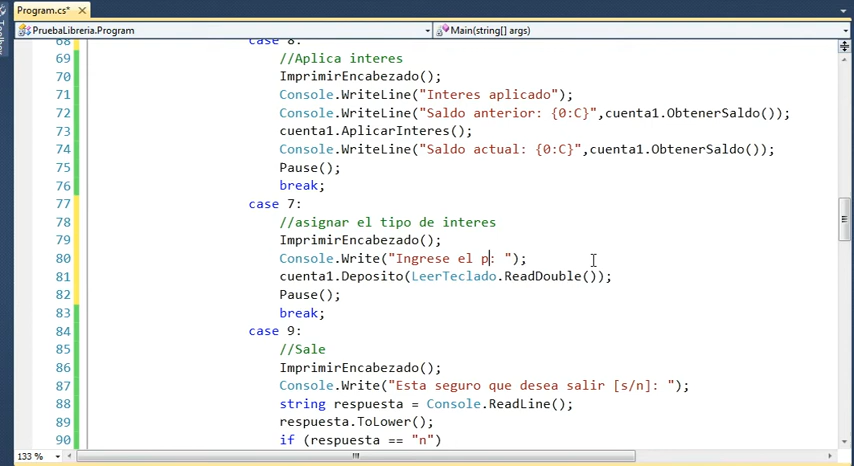 Program.cs*
PruebaLibreria.Program
Main(string[] args)
68 case 8:
69 //Aplica interes
70 ImprimirEncabezado();
71 Console.WriteLine("Interes aplicado");
72 Console.WriteLine("Saldo anterior: {0:C}",cuenta1.ObtenerSaldo());
73 cuenta1.AplicarInteres();
74 Console.WriteLine("Saldo actual: {0:C}",cuenta1.ObtenerSaldo());
75 Pause();
76 break;
77 case 7:
78 //asignar el tipo de interes
79 ImprimirEncabezado();
80 Console.Write("Ingrese el p: ");
81 cuenta1.Deposito(LeerTeclado.ReadDouble());
82 Pause();
83 break;
84 case 9:
85 //Sale
86 ImprimirEncabezado();
87 Console.Write("Esta seguro que desea salir [s/n]: ");
88 string respuesta = Console.ReadLine();
89 respuesta.ToLower();
90 if (respuesta == "n")
133 %